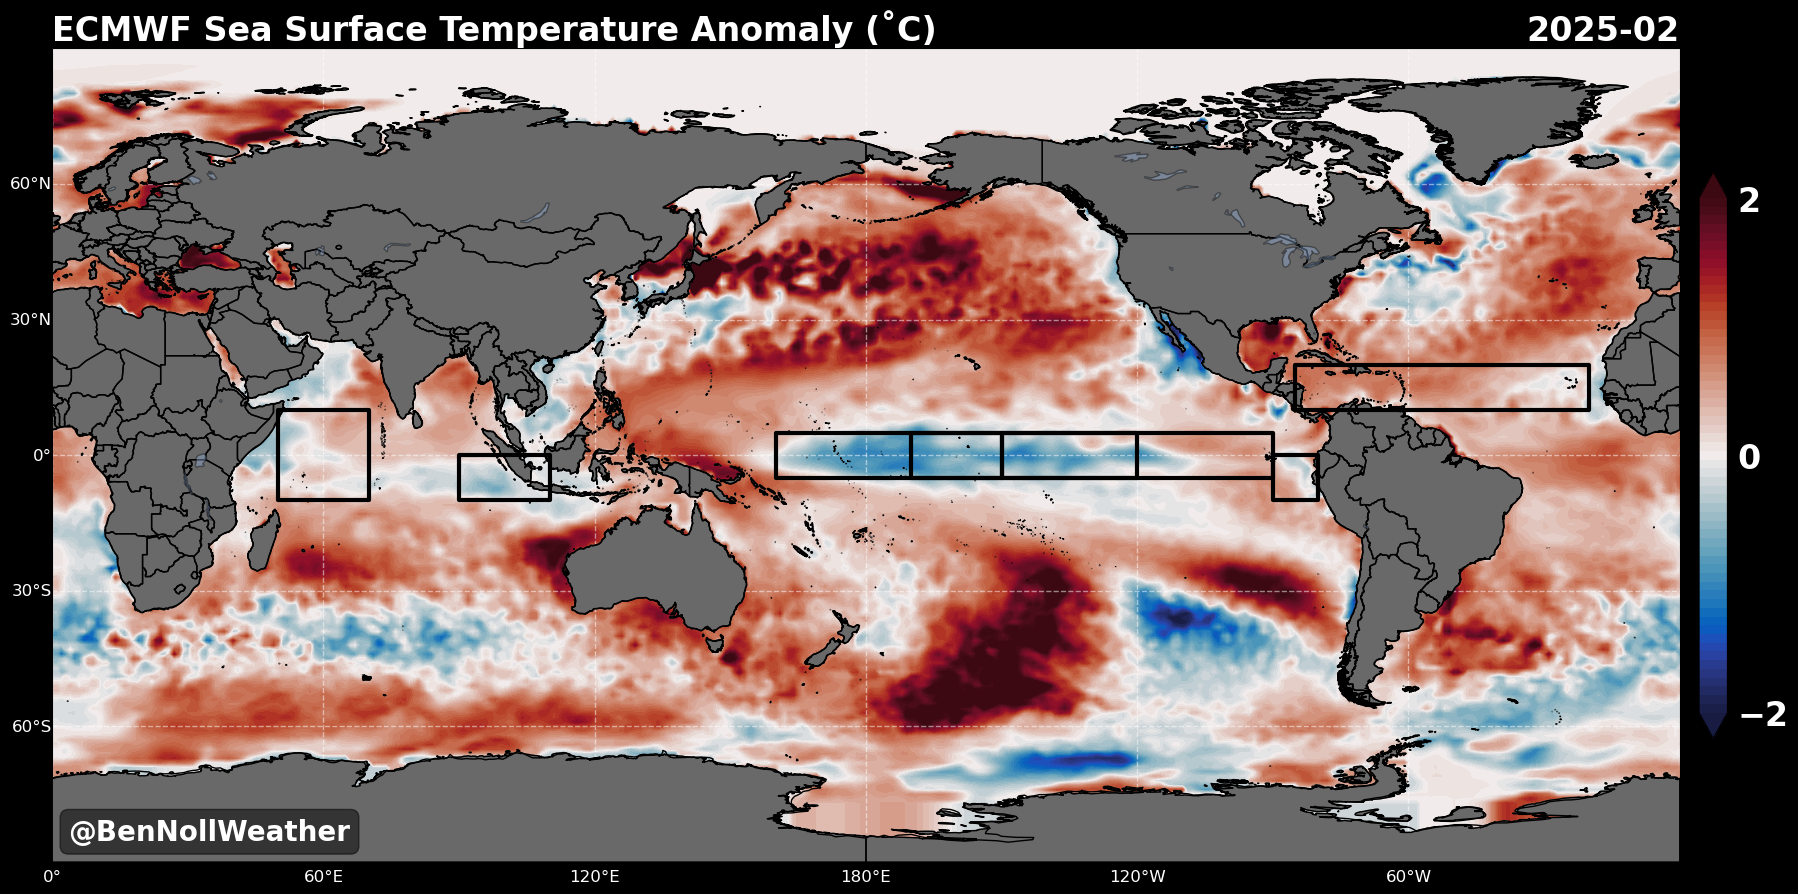 ECMWF Sea Surface Temperature Anomaly (°C)
2025-02
60°N
30°N
0°
30°S
60°S
2
0
−2
@BenNollWeather
0°
60°E
120°E
180°E
120°W
60°W